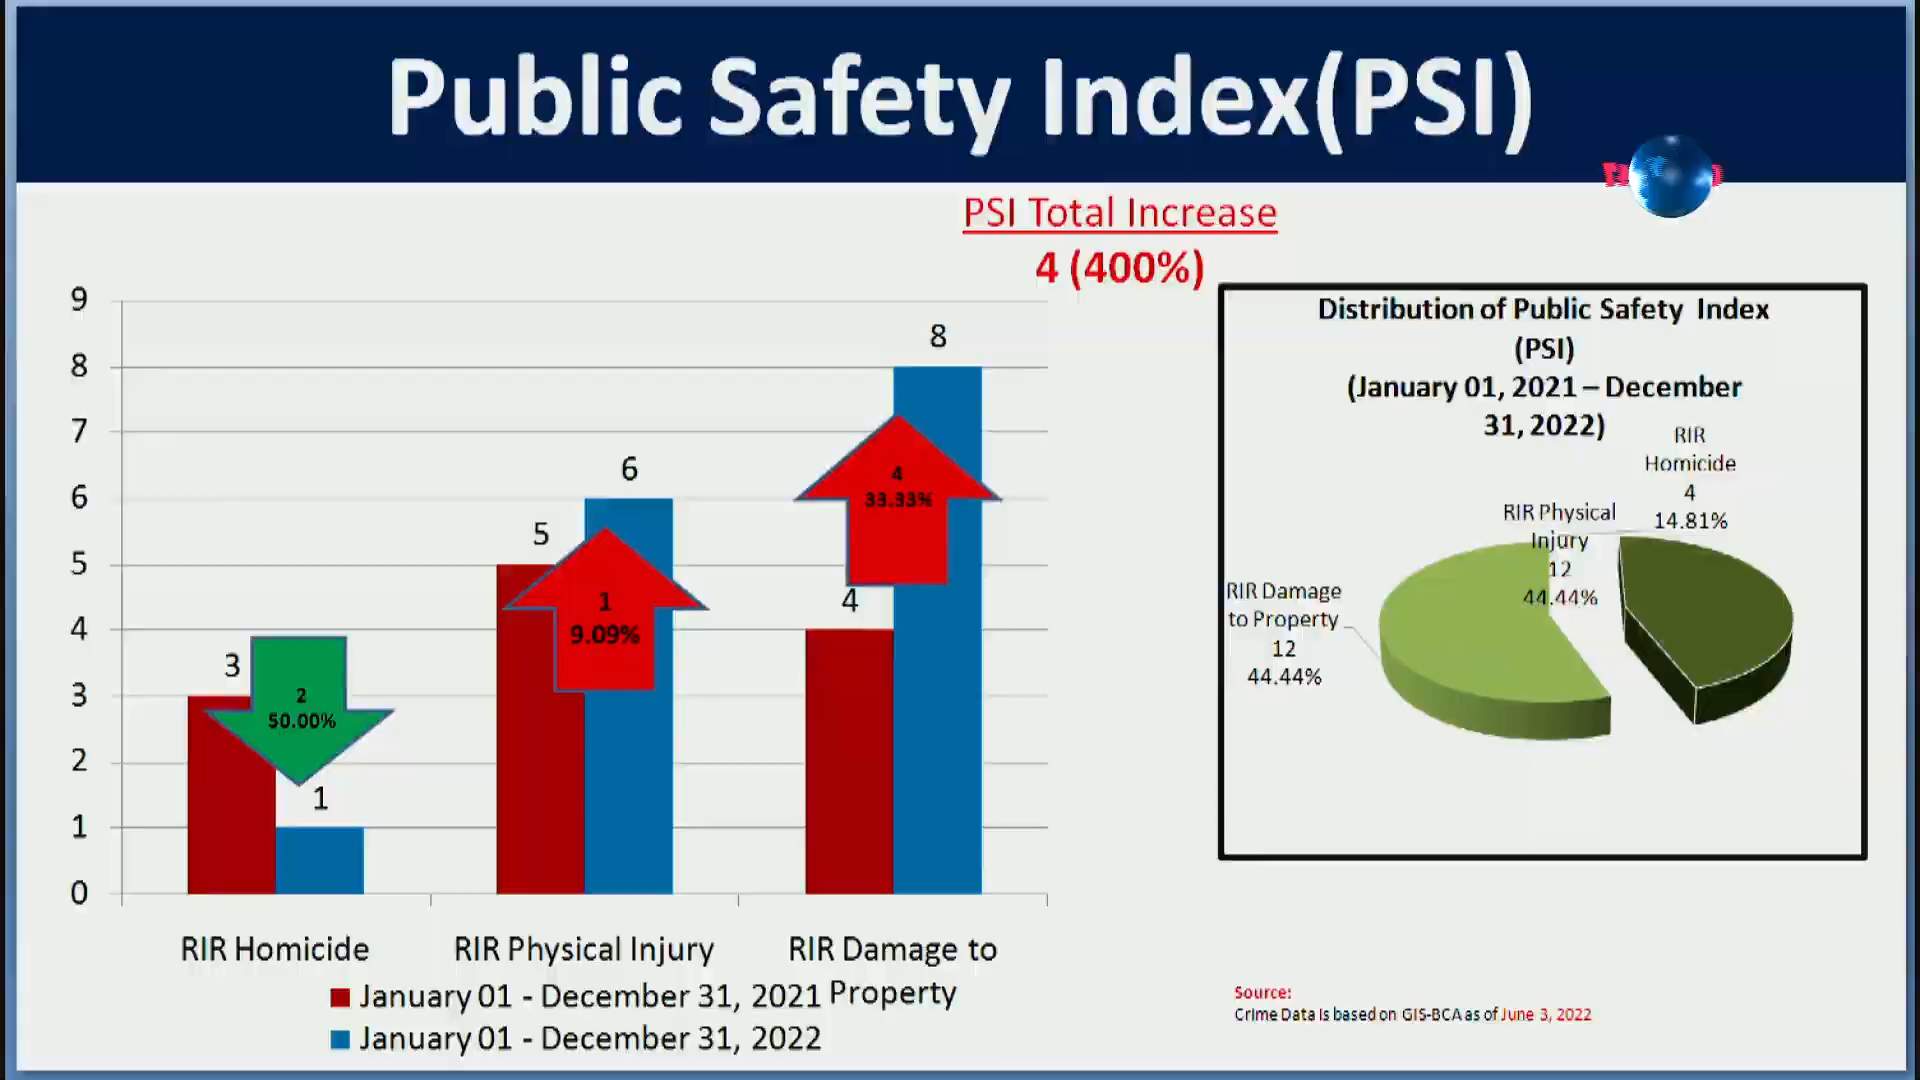 Public Safety Index(PSI)
PSI Total Increase
4 (400%)
9
8
7
6
5
4
3
2
1
0
3
2
50.00%
1
5
6
1
9.09%
4
8
4
33.33%
RIR Homicide
RIR Physical Injury
RIR Damage to
Property
January 01 - December 31, 2021
January 01 - December 31, 2022
Distribution of Public Safety Index
(PSI)
(January 01, 2021 – December
31, 2022)
RIR
Homicide
4
14.81%
RIR Physical
Injury
12
44.44%
RIR Damage
to Property
12
44.44%
Source:
Crime Data is based on GIS-BCA as of June 3, 2022